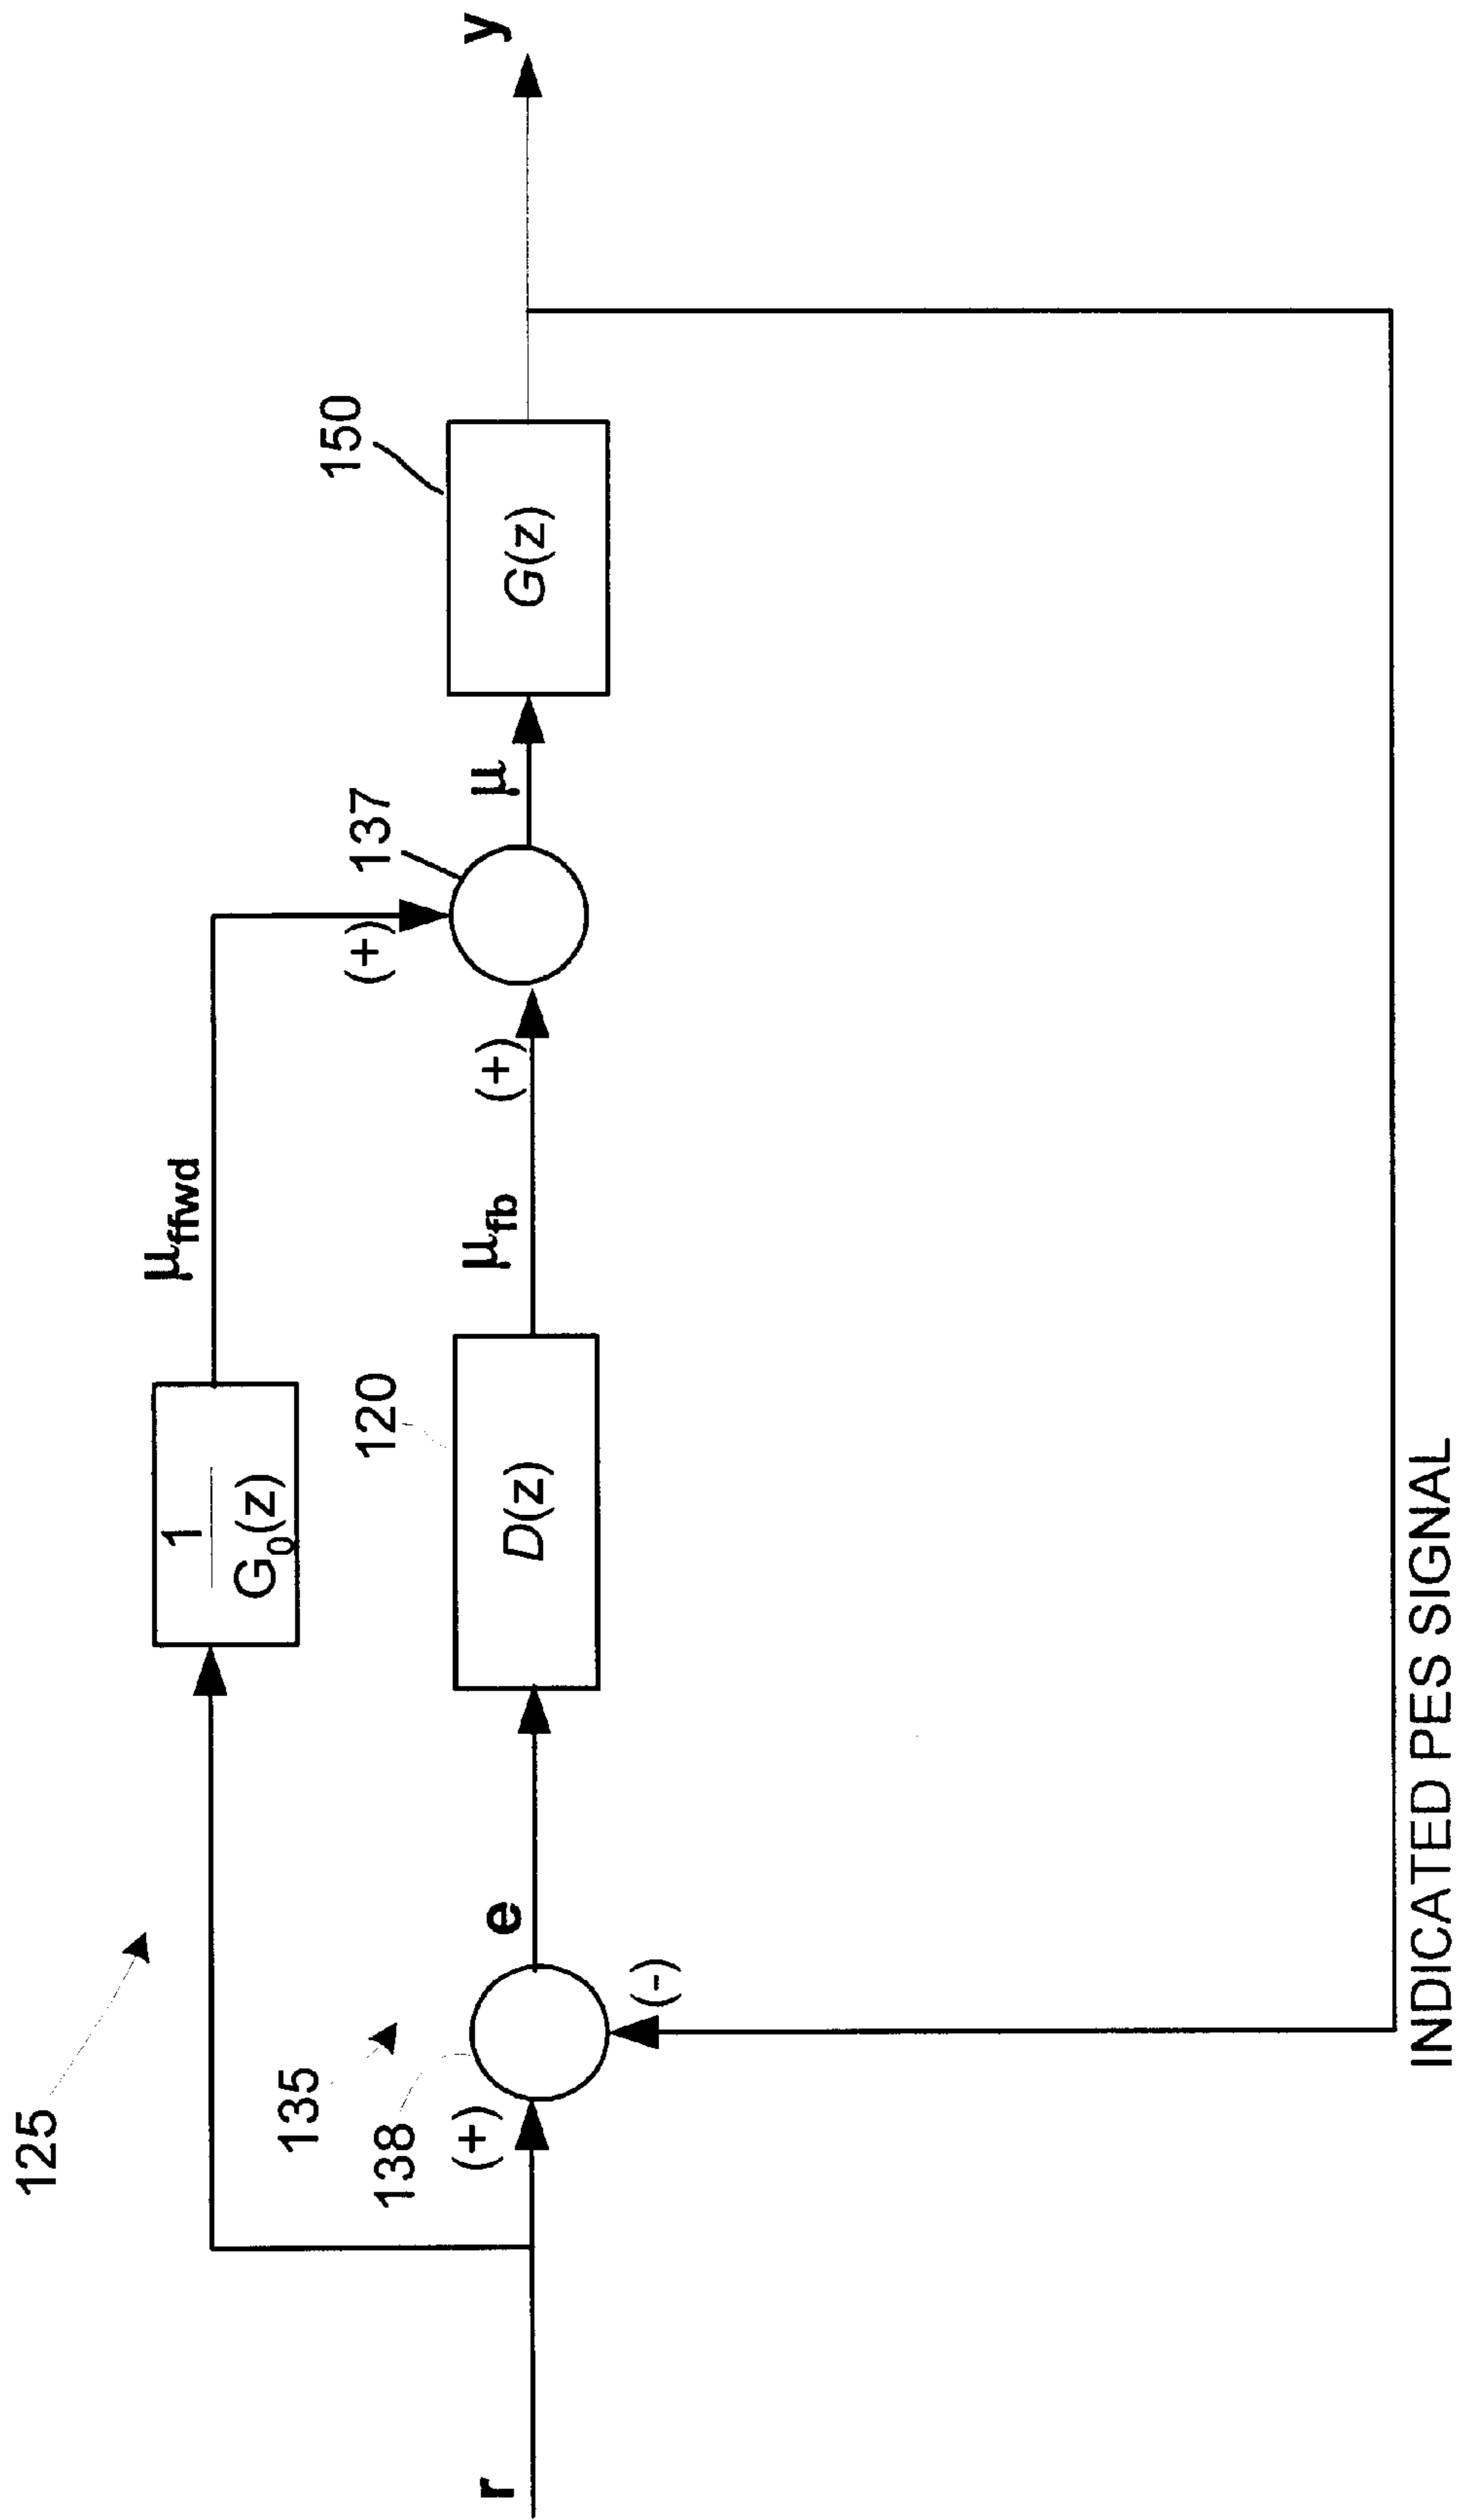 125
1
G₀(z)
μffwd
135
138
120
137
150
r
(+)
e
D(z)
μfb
(+)
(+)
μ
G(z)
y
(-)
INDICATED PES SIGNAL